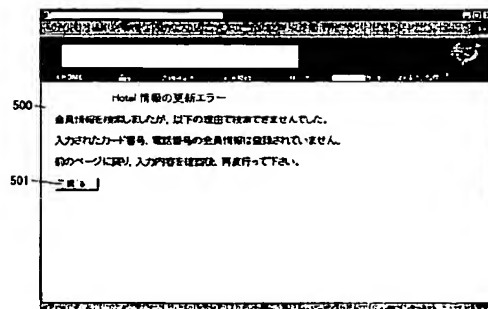 Hotel 情報の更新エラー
500
会員情報を検索しましたが、以下の理由で検索できませんでした。
入力されたカード番号、電話番号の会員情報は登録されていません。
前のページに戻り、入力内容を確認後、再度行って下さい。
501
戻る